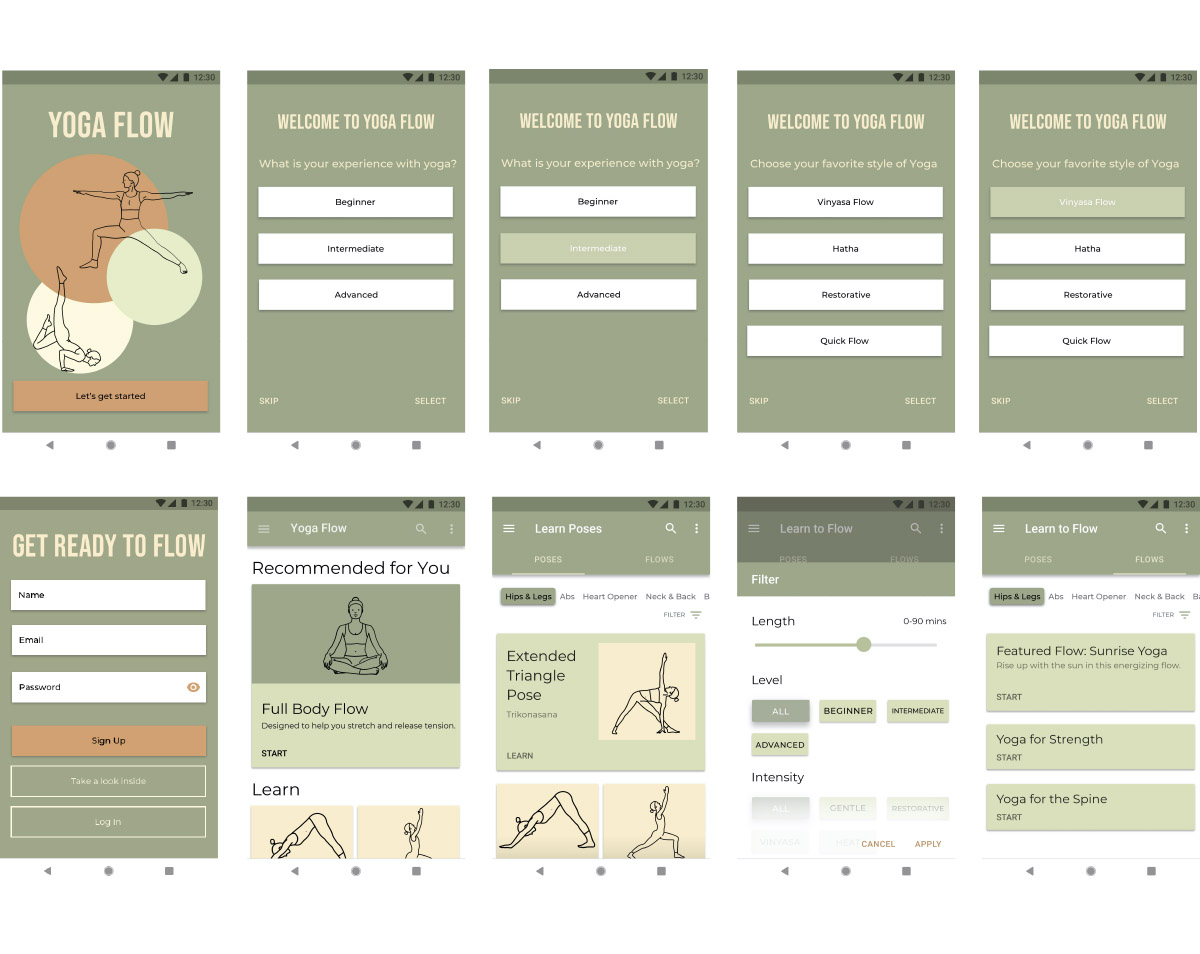 12:30
YOGA FLOW
Let's get started
12:30
WELCOME TO YOGA FLOW
What is your experience with yoga?
Beginner
Intermediate
Advanced
SKIP SELECT
12:30
WELCOME TO YOGA FLOW
What is your experience with yoga?
Beginner
Intermediate
Advanced
SKIP SELECT
12:30
WELCOME TO YOGA FLOW
Choose your favorite style of Yoga
Vinyasa Flow
Hatha
Restorative
Quick Flow
SKIP SELECT
12:30
WELCOME TO YOGA FLOW
Choose your favorite style of Yoga
Vinyasa Flow
Hatha
Restorative
Quick Flow
SKIP SELECT
12:30
GET READY TO FLOW
Name
Email
Password
Sign Up
Take a look inside
Log In
12:30
Yoga Flow
Recommended for You
Full Body Flow
Designed to help you stretch and release tension.
START
Learn
12:30
Learn Poses
POSES FLOWS
Hips & Legs Abs Heart Opener Neck & Back B
FILTER
Extended
Triangle
Pose
Trikonasana
LEARN
12:30
Learn to Flow
POSES FLOWS
Filter
Length 0-90 mins
Level
ALL BEGINNER INTERMEDIATE
ADVANCED
Intensity
ALL GENTLE RESTORATIVE
VINYASA HEAT
CANCEL APPLY
12:30
Learn to Flow
POSES FLOWS
Hips & Legs Abs Heart Opener Neck & Back Ba
FILTER
Featured Flow: Sunrise Yoga
Rise up with the sun in this energizing flow.
START
Yoga for Strength
START
Yoga for the Spine
START